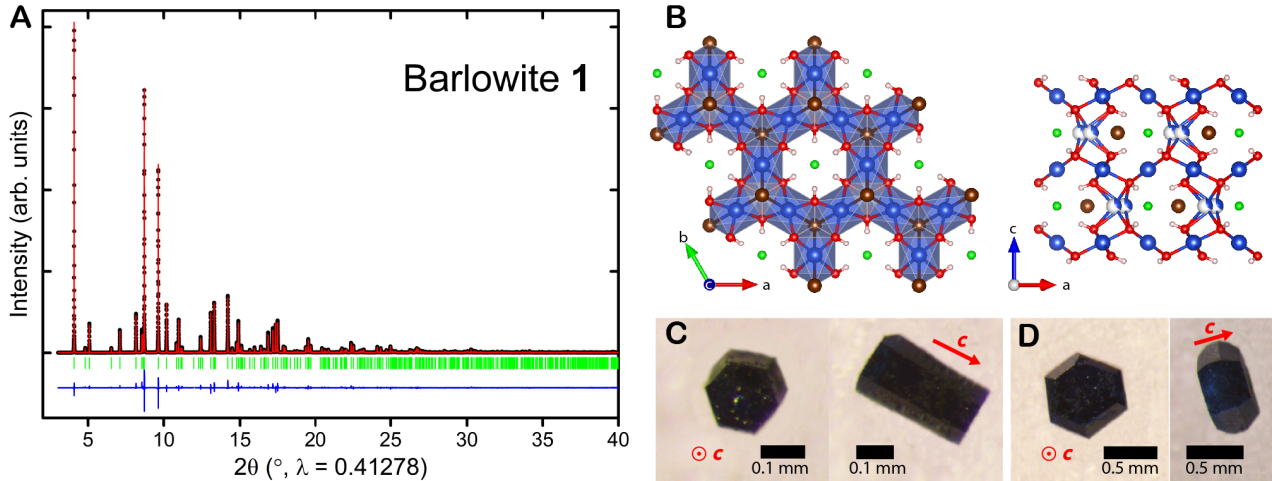 A
Intensity (arb. units)
Barlowite 1
5 10 15 20 25 30 35 40
2θ (°, λ = 0.41278)
B
b
c
a
c
a
C
c
c
0.1 mm
0.1 mm
D
c
c
0.5 mm
0.5 mm